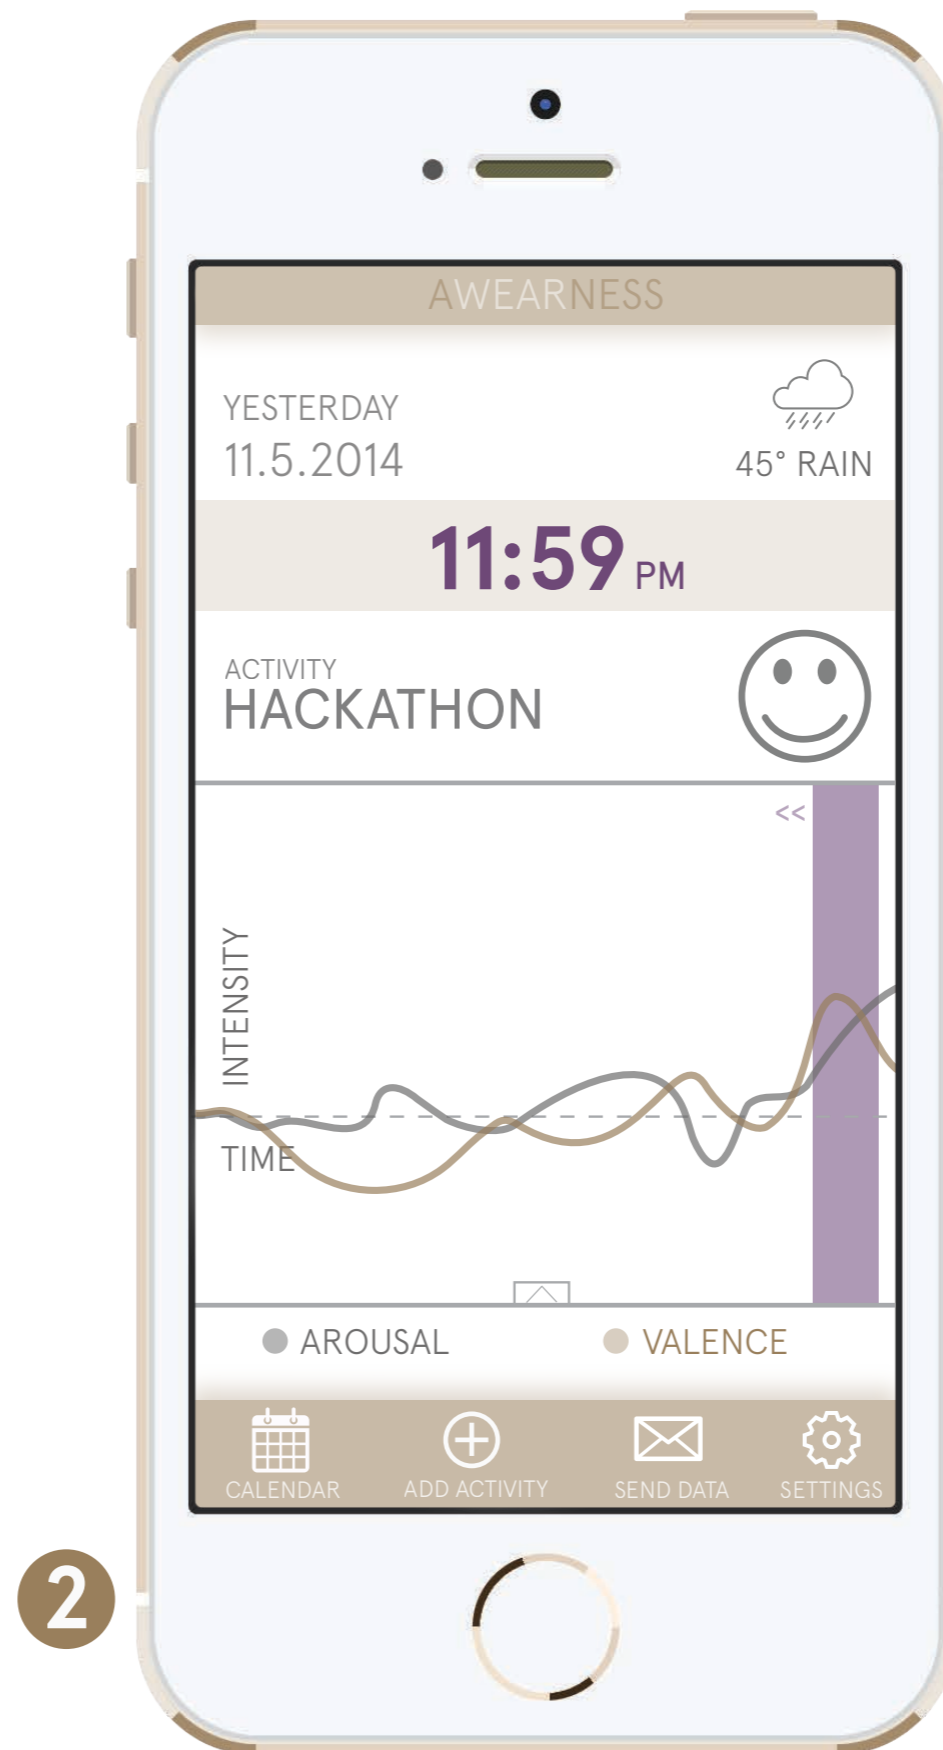 AWEARNESS
YESTERDAY
11.5.2014
45° RAIN
11:59 PM
ACTIVITY
HACKATHON
<<
INTENSITY
TIME
AROUSAL
VALENCE
CALENDAR
ADD ACTIVITY
SEND DATA
SETTINGS
2